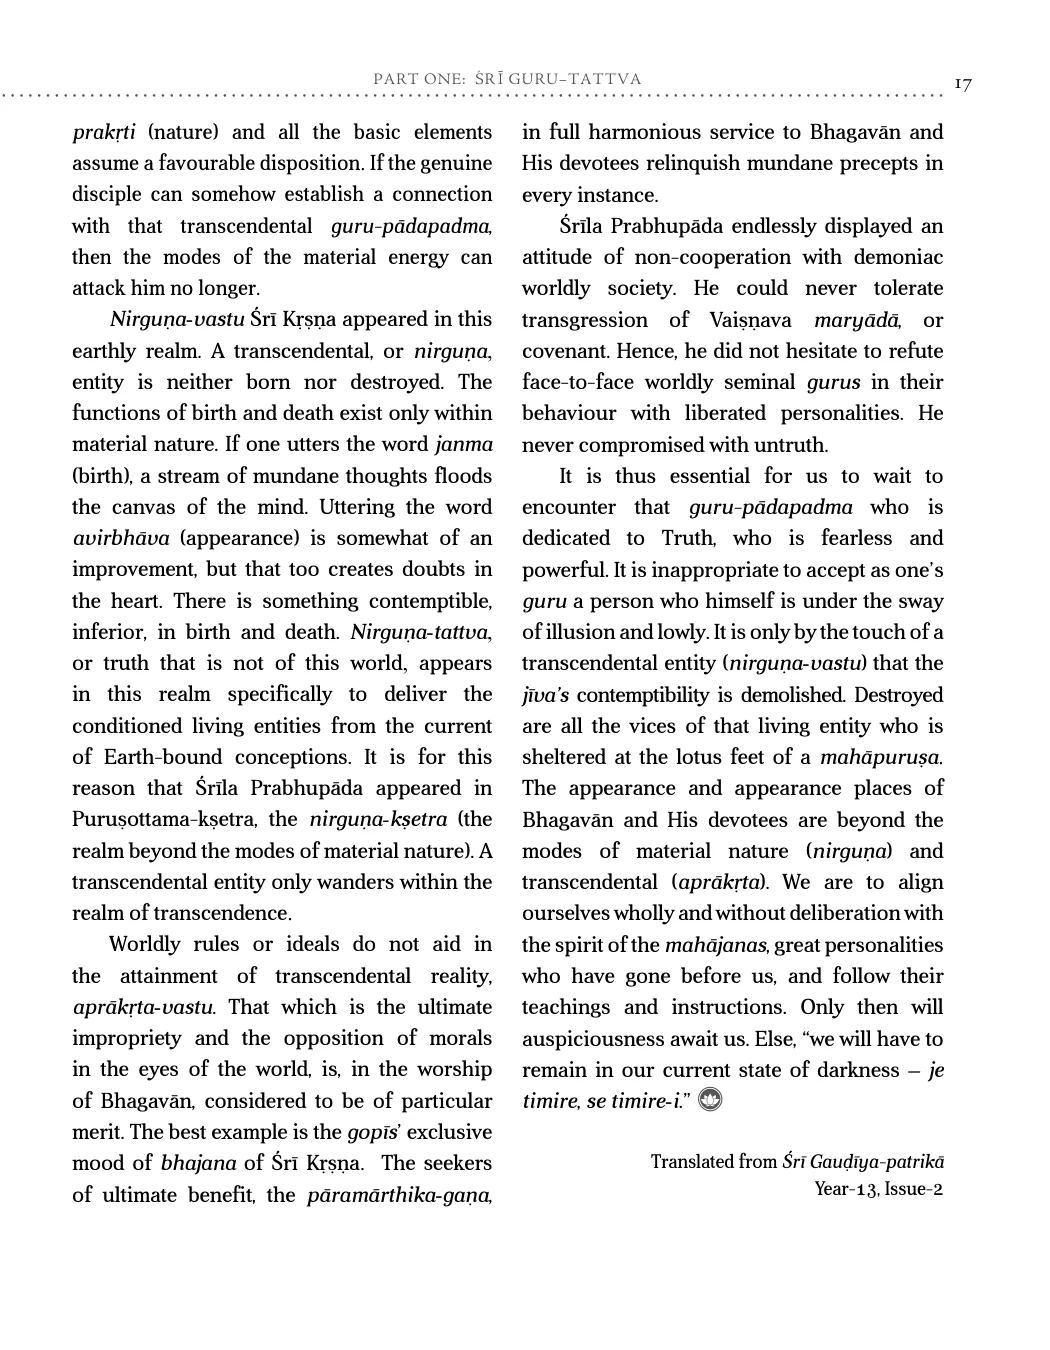 PART ONE: ŚRĪ GURU-TATTVA
17
prakṛti (nature) and all the basic elements
assume a favourable disposition. If the genuine
disciple can somehow establish a connection
with that transcendental guru-pādapadma,
then the modes of the material energy can
attack him no longer.
Nirguṇa-vastu Śrī Kṛṣṇa appeared in this
earthly realm. A transcendental, or nirguṇa,
entity is neither born nor destroyed. The
functions of birth and death exist only within
material nature. If one utters the word janma
(birth), a stream of mundane thoughts floods
the canvas of the mind. Uttering the word
avirbhāva (appearance) is somewhat of an
improvement, but that too creates doubts in
the heart. There is something contemptible,
inferior, in birth and death. Nirguṇa-tattva,
or truth that is not of this world, appears
in this realm specifically to deliver the
conditioned living entities from the current
of Earth-bound conceptions. It is for this
reason that Śrīla Prabhupāda appeared in
Puruṣottama-kṣetra, the nirguṇa-kṣetra (the
realm beyond the modes of material nature). A
transcendental entity only wanders within the
realm of transcendence.
Worldly rules or ideals do not aid in
the attainment of transcendental reality,
aprākṛta-vastu. That which is the ultimate
impropriety and the opposition of morals
in the eyes of the world, is, in the worship
of Bhagavān, considered to be of particular
merit. The best example is the gopīs’ exclusive
mood of bhajana of Śrī Kṛṣṇa. The seekers
of ultimate benefit, the pāramārthika-gaṇa,
in full harmonious service to Bhagavān and
His devotees relinquish mundane precepts in
every instance.
Śrīla Prabhupāda endlessly displayed an
attitude of non-cooperation with demoniac
worldly society. He could never tolerate
transgression of Vaiṣṇava maryādā, or
covenant. Hence, he did not hesitate to refute
face-to-face worldly seminal gurus in their
behaviour with liberated personalities. He
never compromised with untruth.
It is thus essential for us to wait to
encounter that guru-pādapadma who is
dedicated to Truth, who is fearless and
powerful. It is inappropriate to accept as one’s
guru a person who himself is under the sway
of illusion and lowly. It is only by the touch of a
transcendental entity (nirguṇa-vastu) that the
jīva’s contemptibility is demolished. Destroyed
are all the vices of that living entity who is
sheltered at the lotus feet of a mahāpuruṣa.
The appearance and appearance places of
Bhagavān and His devotees are beyond the
modes of material nature (nirguṇa) and
transcendental (aprākṛta). We are to align
ourselves wholly and without deliberation with
the spirit of the mahājanas, great personalities
who have gone before us, and follow their
teachings and instructions. Only then will
auspiciousness await us. Else, “we will have to
remain in our current state of darkness – je
timire, se timire-i.”
Translated from Śrī Gauḍīya-patrikā
Year-13, Issue-2